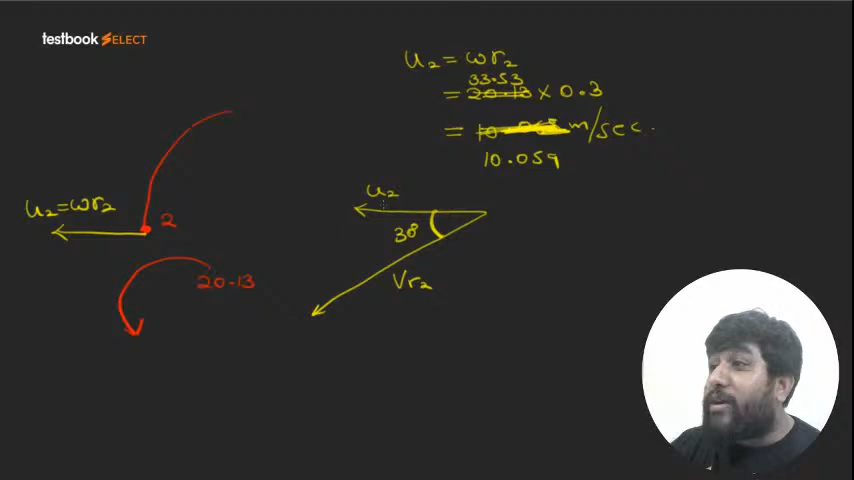 testbook SELECT
u₂ = ωr₂
33.53
= 20.13 × 0.3
= m/sec.
10.059
u₂=ωr₂
2
20.13
u₂
30°
Vr₂